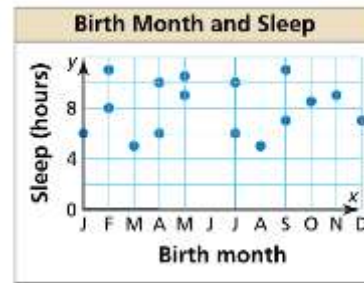 Birth Month and Sleep
y
Sleep (hours)
8
4
0
x
J F M A M J J A S O N D
Birth month